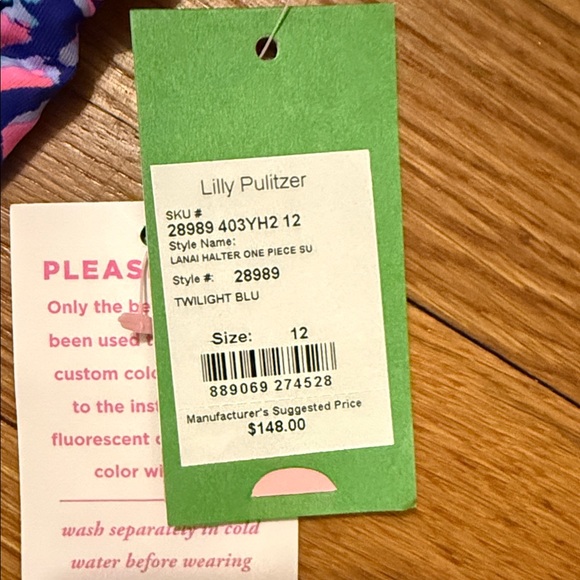 Lilly Pulitzer
SKU #
28989 403YH2 12
Style Name:
LANAI HALTER ONE PIECE SU
Style #: 28989
TWILIGHT BLU
Size: 12
889069 274528
Manufacturer's Suggested Price
$148.00
PLEAS
Only the be
been used
custom colo
to the inst
fluorescent
color wi
wash separately in cold
water before wearing